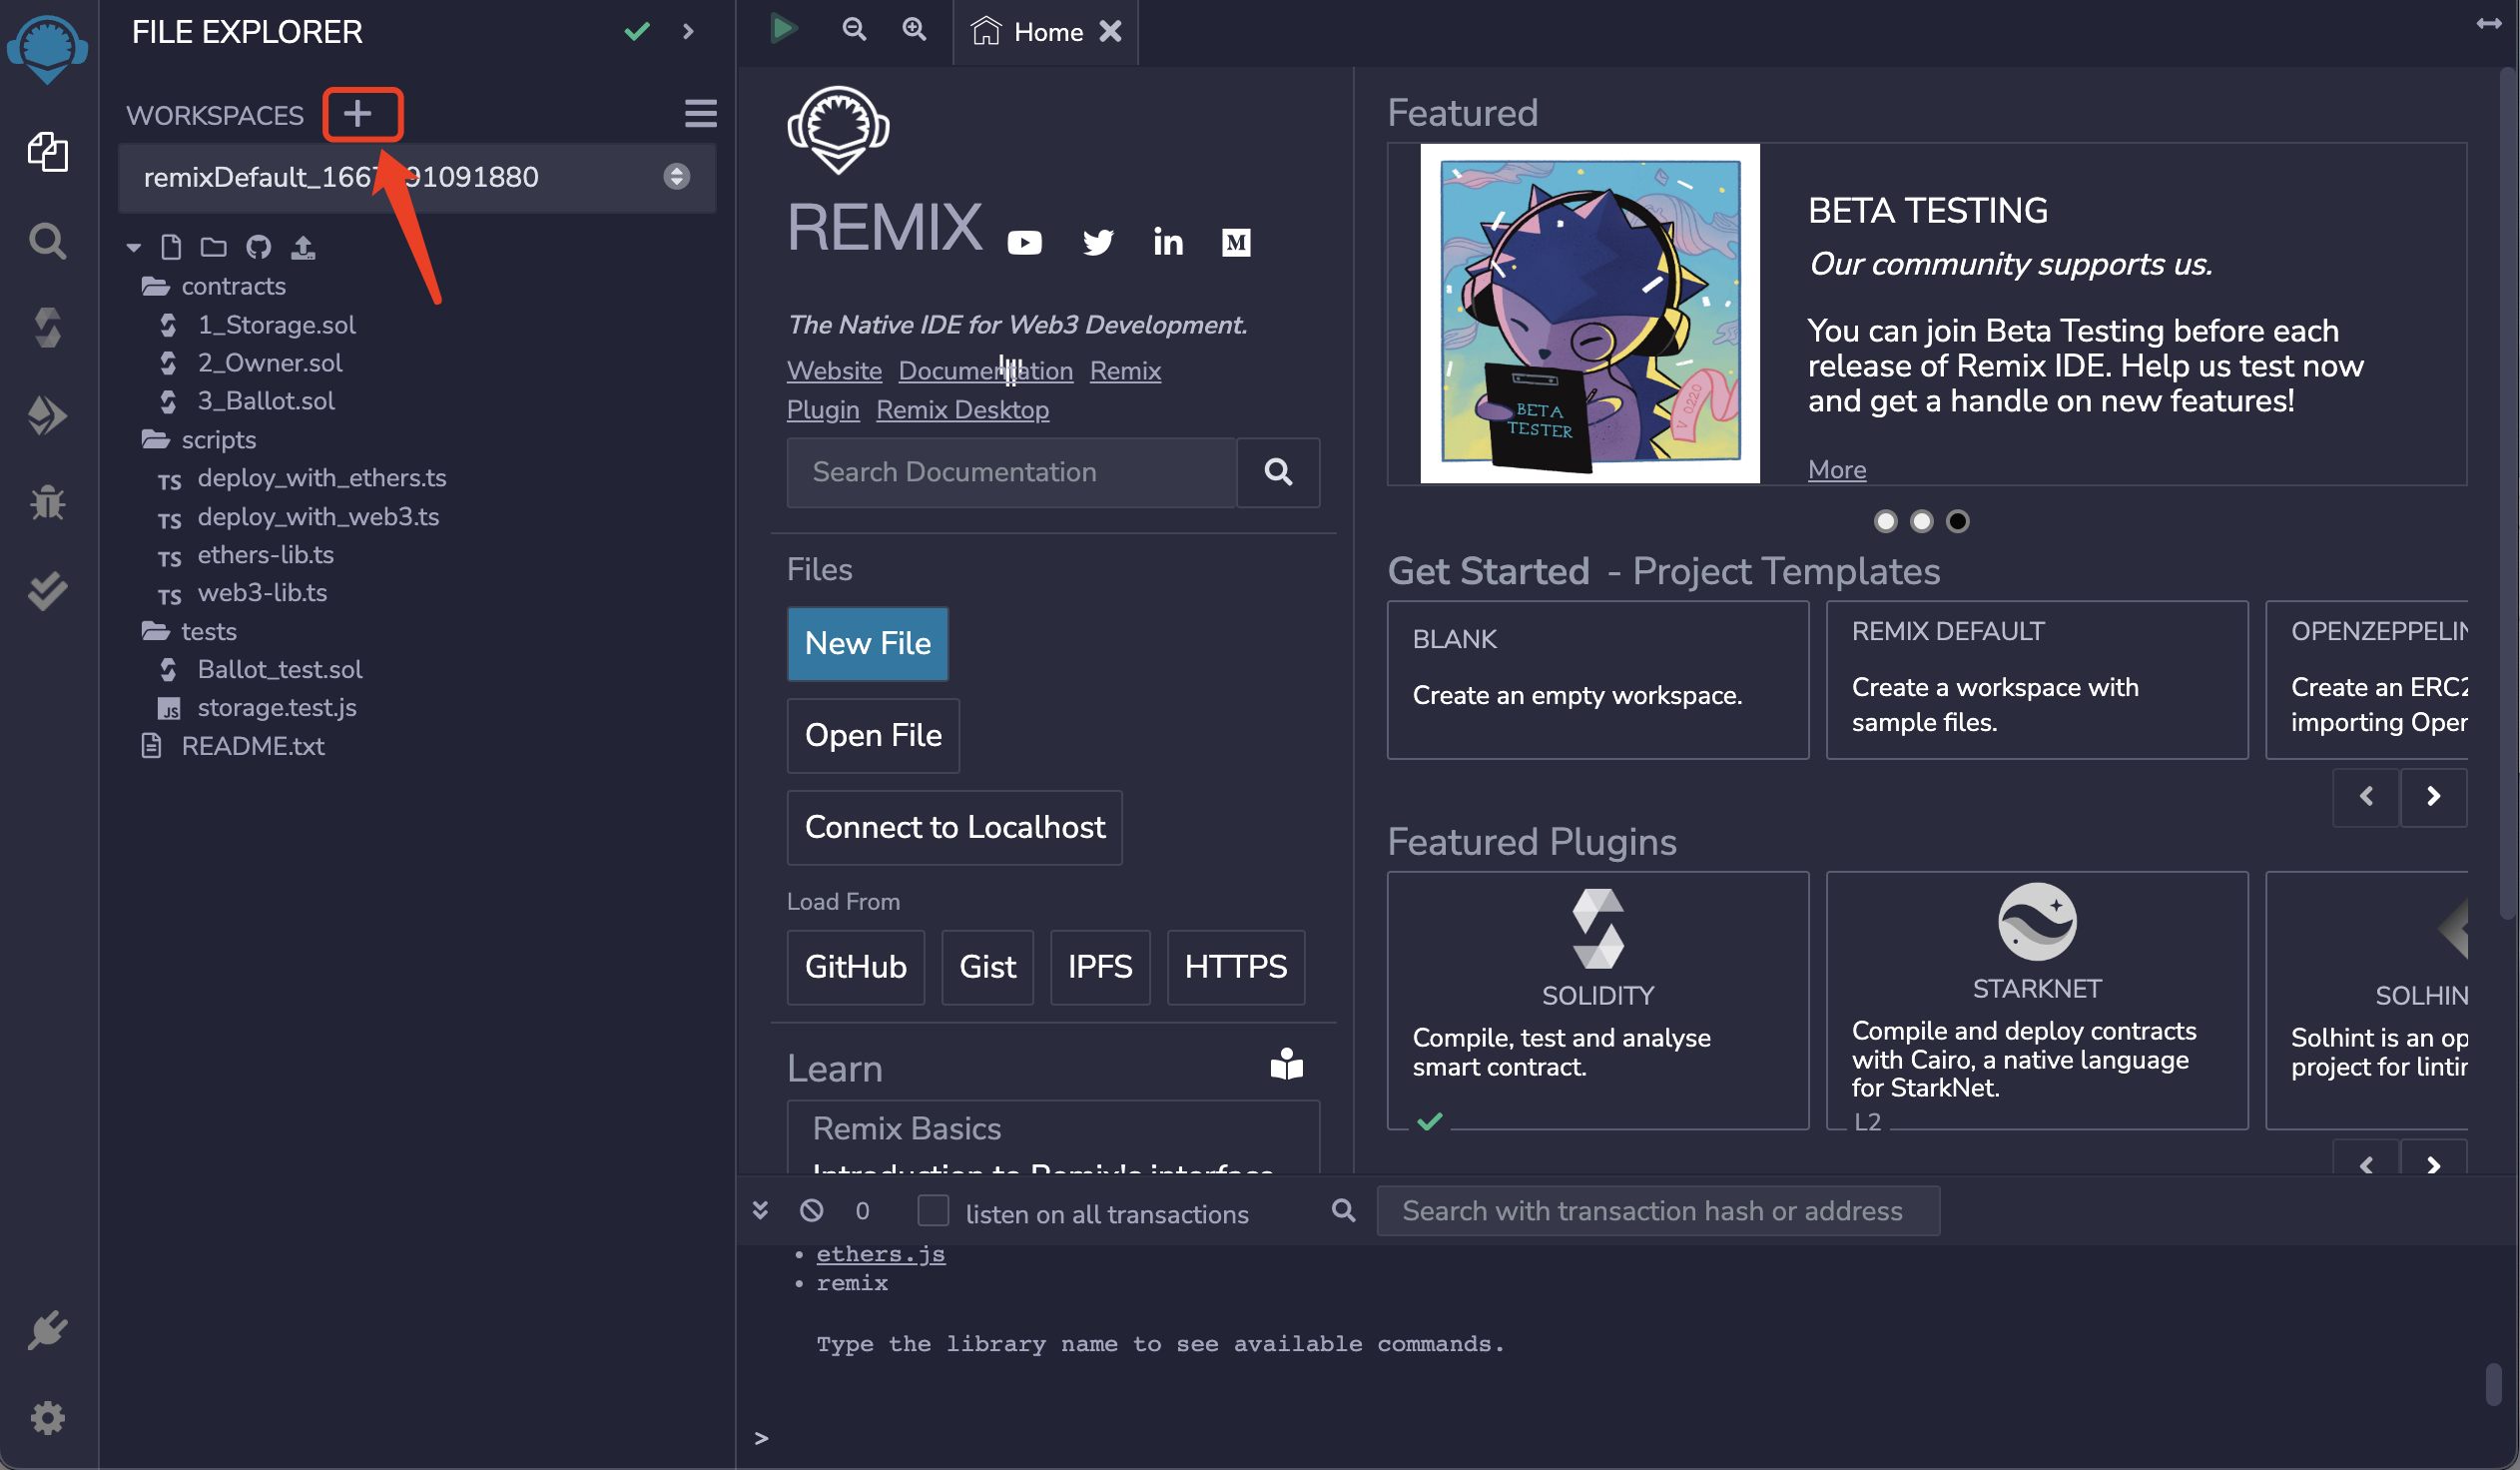 FILE EXPLORER
WORKSPACES
remixDefault_166 91091880
contracts
1_Storage.sol
2_Owner.sol
3_Ballot.sol
scripts
TS deploy_with_ethers.ts
TS deploy_with_web3.ts
TS ethers-lib.ts
TS web3-lib.ts
tests
Ballot_test.sol
JS storage.test.js
README.txt
Home
REMIX
The Native IDE for Web3 Development.
Website Documentation Remix
Plugin Remix Desktop
Search Documentation
Files
New File
Open File
Connect to Localhost
Load From
GitHub Gist IPFS HTTPS
Learn
Remix Basics
Introduction to Remix's interface
Featured
BETA
TESTER
V 0.22.0
BETA TESTING
Our community supports us.
You can join Beta Testing before each
release of Remix IDE. Help us test now
and get a handle on new features!
More
Get Started - Project Templates
BLANK
Create an empty workspace.
REMIX DEFAULT
Create a workspace with
sample files.
OPENZEPPELIN
Create an ERC2
importing Oper
Featured Plugins
SOLIDITY
Compile, test and analyse
smart contract.
STARKNET
Compile and deploy contracts
with Cairo, a native language
for StarkNet.
L2
SOLHIN
Solhint is an op
project for lintin
0 listen on all transactions
Search with transaction hash or address
• ethers.js
• remix
Type the library name to see available commands.
>